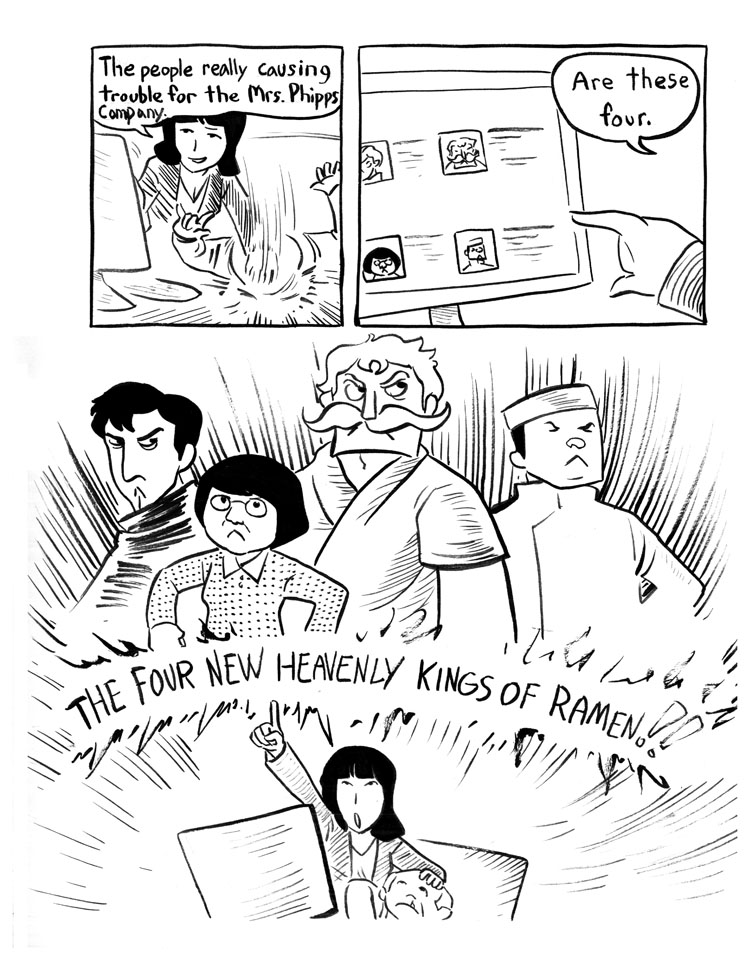 The people really causing
trouble for the Mrs. Phipps
Company.
Are these
four.
THE FOUR NEW HEAVENLY KINGS OF RAMEN..!!